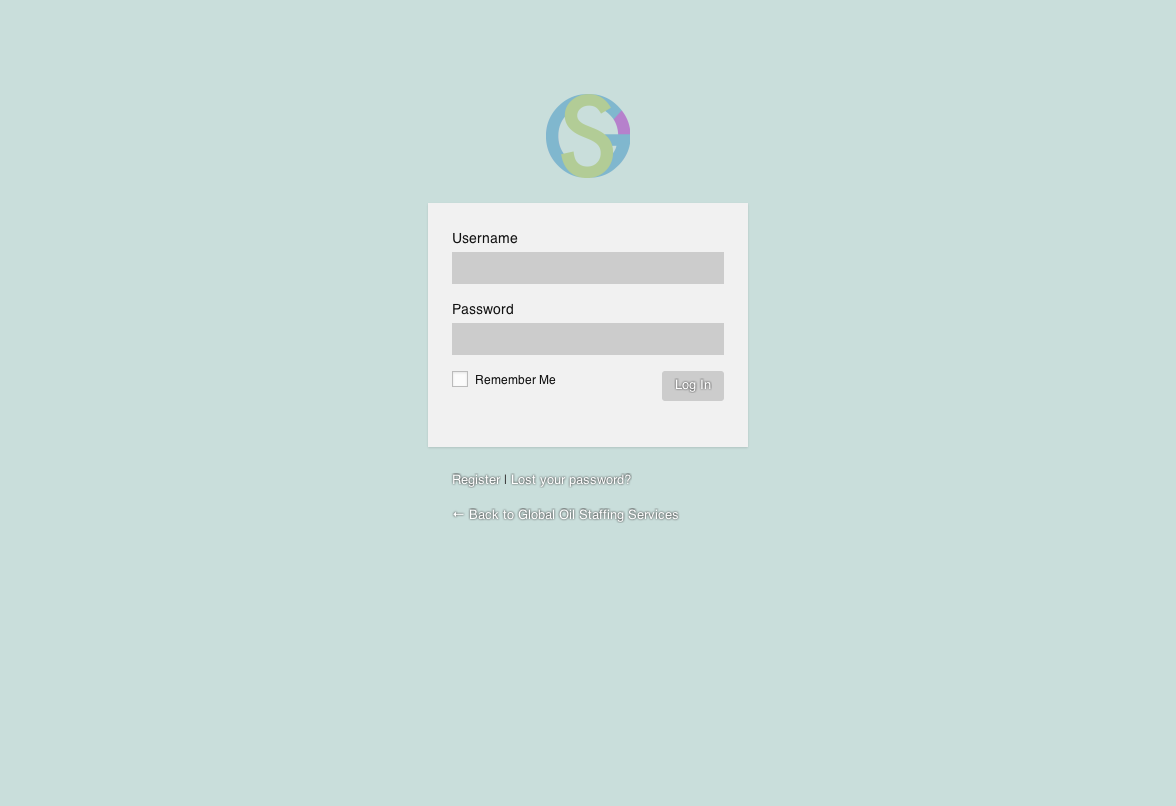 Username
Password
Remember Me
Log In
Register | Lost your password?
← Back to Global Oil Staffing Services